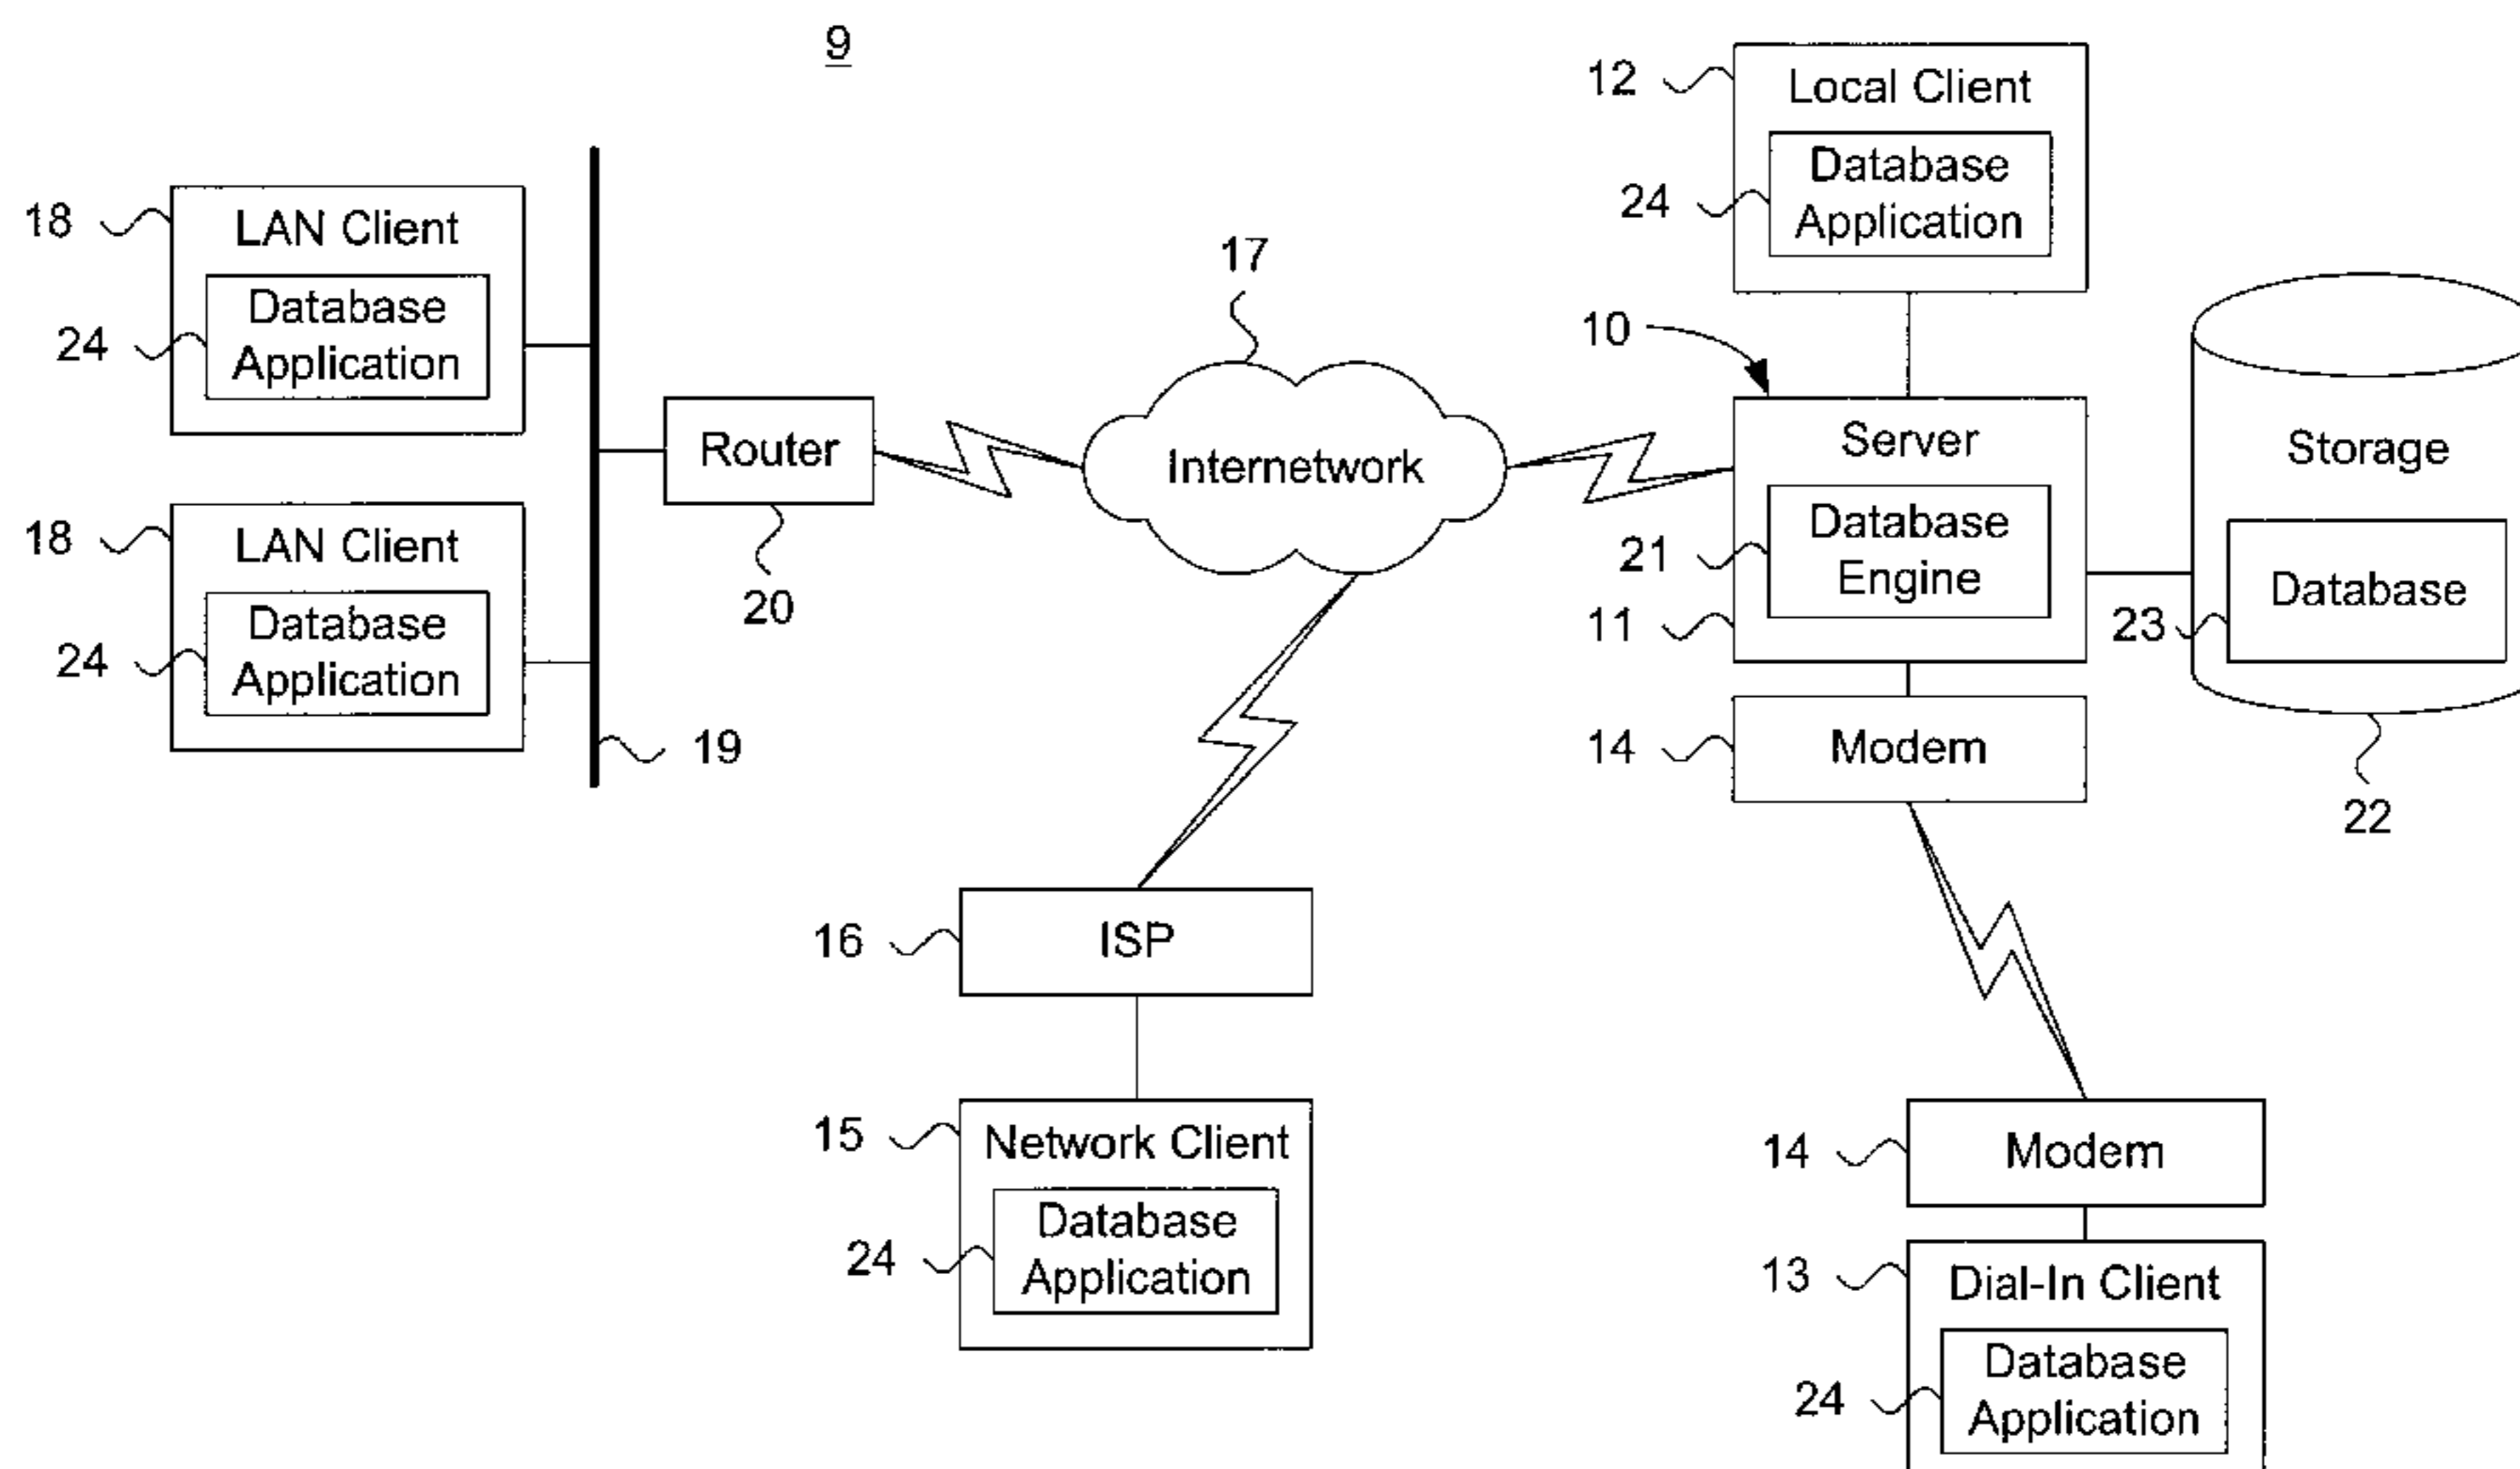 9
12
Local Client
24
Database
Application
18
LAN Client
24
Database
Application
17
10
Router
20
Internetwork
Server
21
Database
Engine
11
Storage
23
Database
22
18
LAN Client
24
Database
Application
19
14
Modem
16
ISP
15
Network Client
24
Database
Application
14
Modem
13
Dial-In Client
24
Database
Application